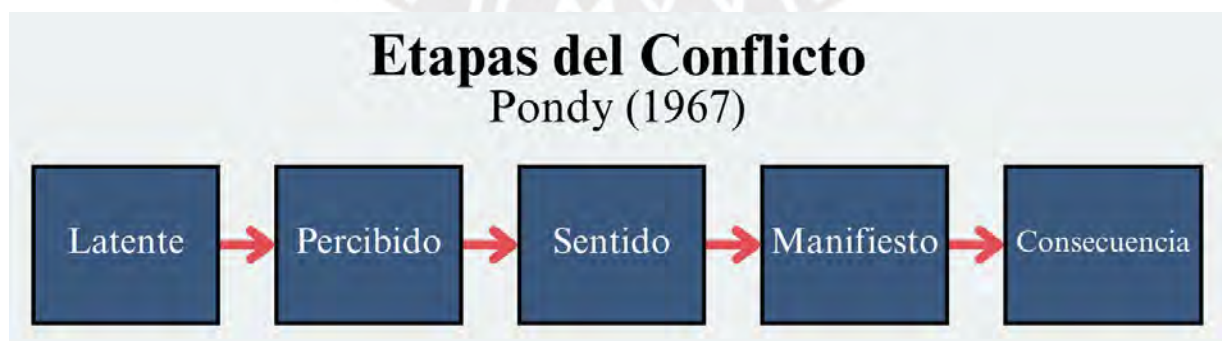 Etapas del Conflicto
Pondy (1967)
Latente
Percibido
Sentido
Manifiesto
Consecuencia